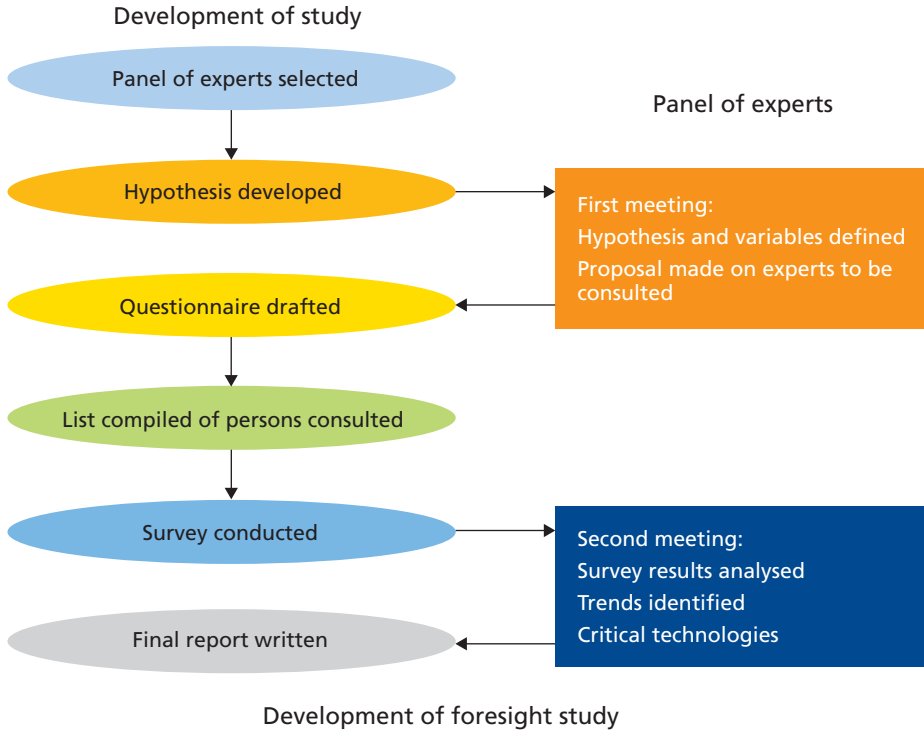 Development of study
Panel of experts selected
Panel of experts
Hypothesis developed
First meeting:
Hypothesis and variables defined
Proposal made on experts to be
consulted
Questionnaire drafted
List compiled of persons consulted
Survey conducted
Second meeting:
Survey results analysed
Trends identified
Critical technologies
Final report written
Development of foresight study